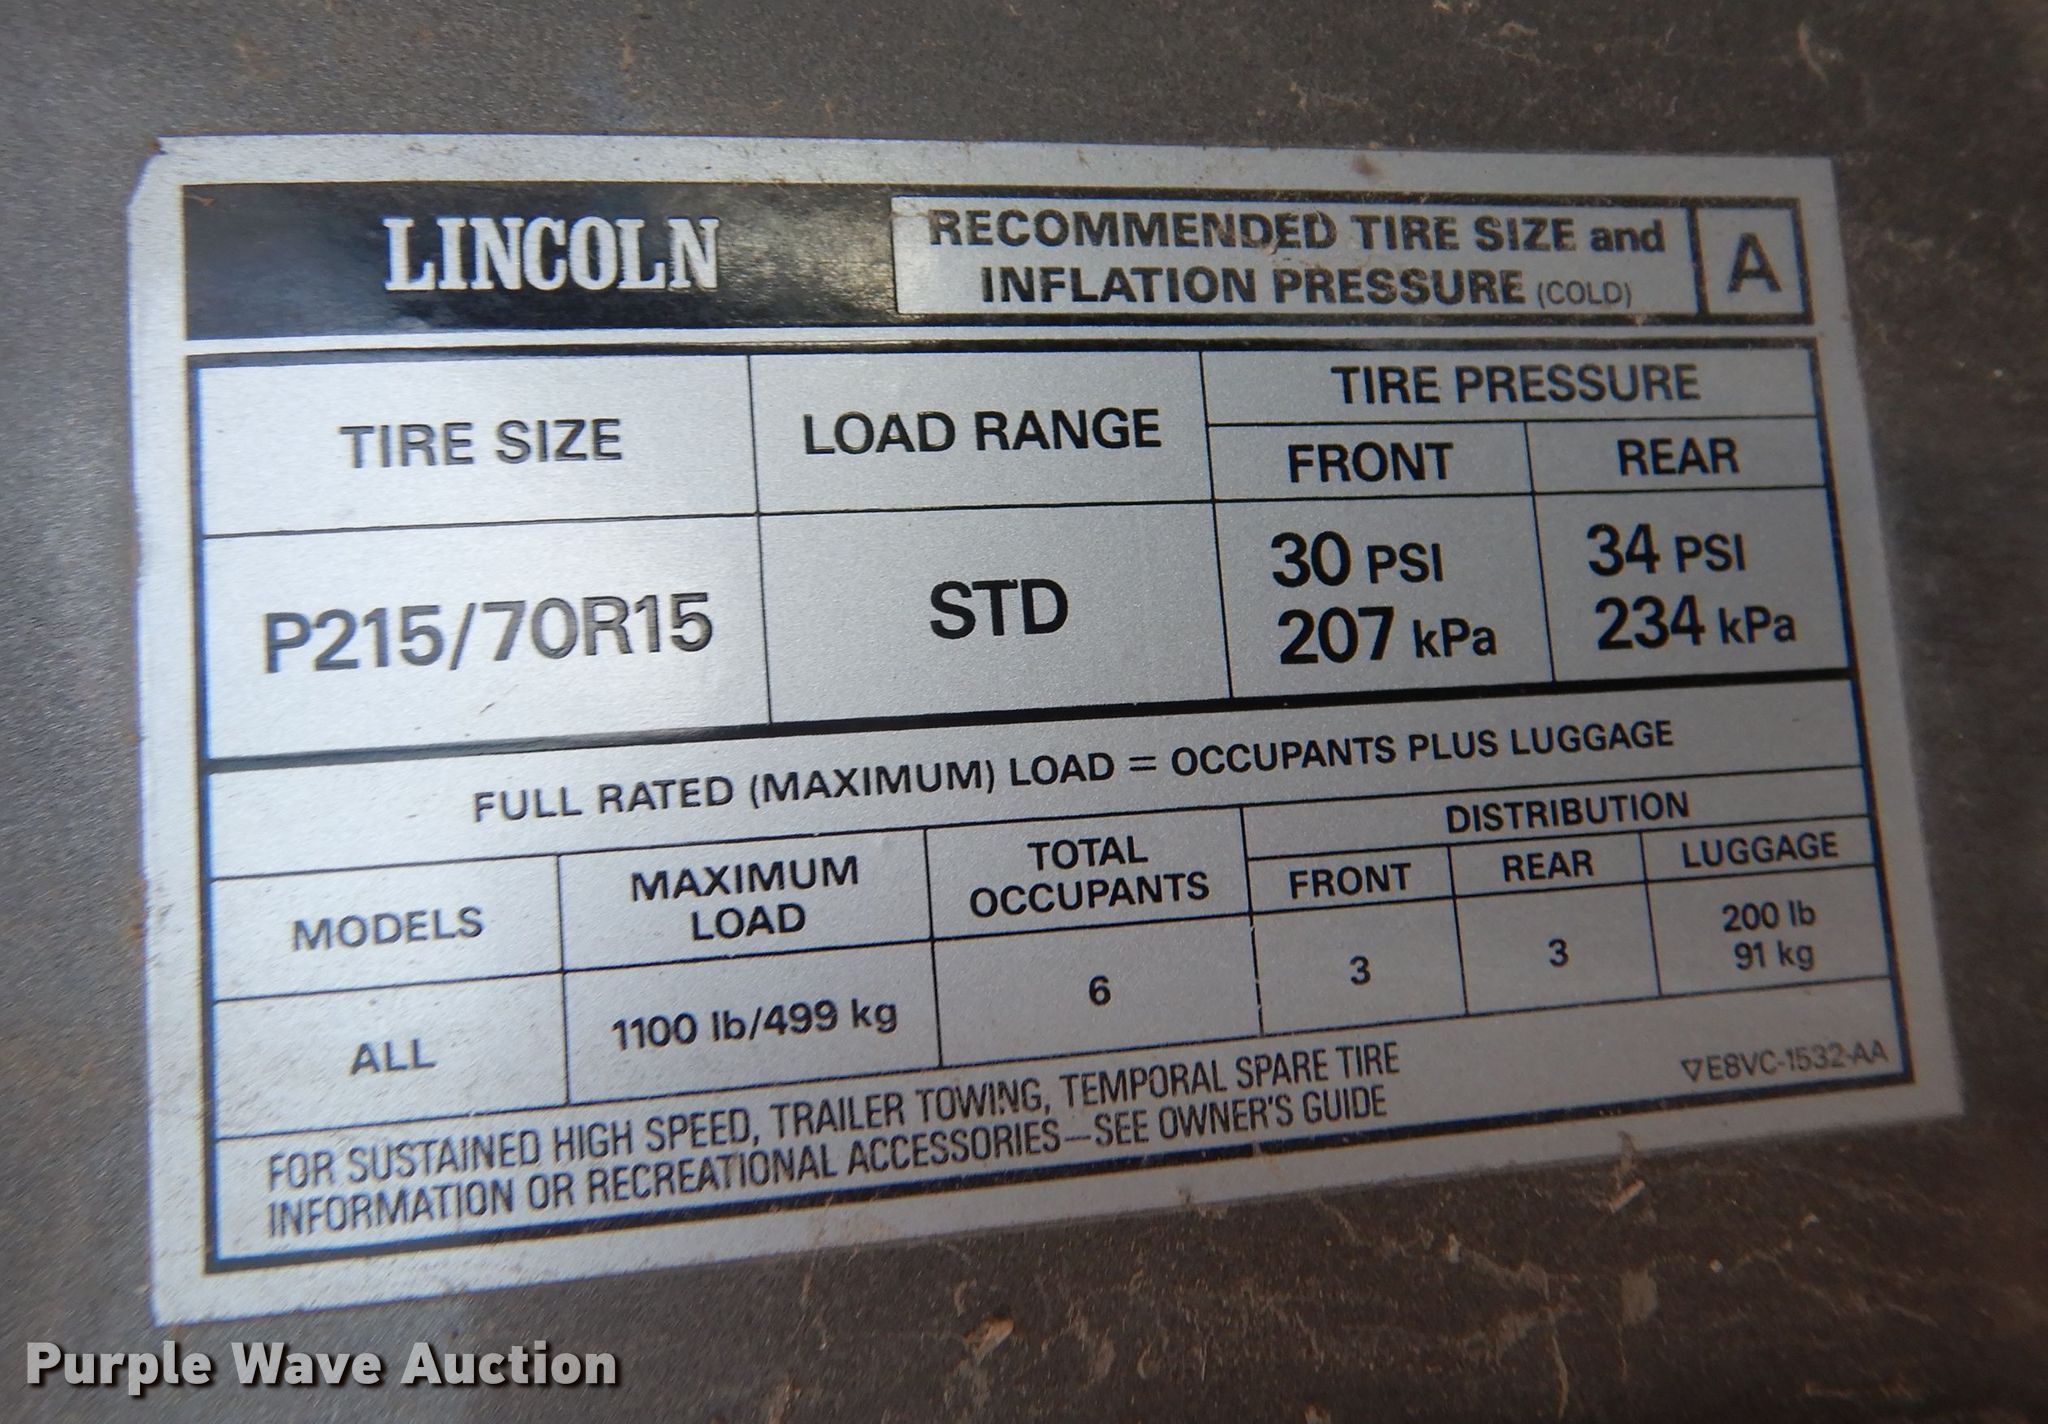 LINCOLN
RECOMMENDED TIRE SIZE and
INFLATION PRESSURE (COLD)
A
TIRE SIZE
LOAD RANGE
TIRE PRESSURE
FRONT
REAR
P215/70R15
STD
30 PSI
207 kPa
34 PSI
234 kPa
FULL RATED (MAXIMUM) LOAD = OCCUPANTS PLUS LUGGAGE
MODELS
MAXIMUM
LOAD
TOTAL
OCCUPANTS
DISTRIBUTION
FRONT
REAR
LUGGAGE
ALL
1100 lb/499 kg
6
3
3
200 lb
91 kg
FOR SUSTAINED HIGH SPEED, TRAILER TOWING, TEMPORAL SPARE TIRE
INFORMATION OR RECREATIONAL ACCESSORIES—SEE OWNER'S GUIDE
▽E8VC-1532-AA
Purple Wave Auction